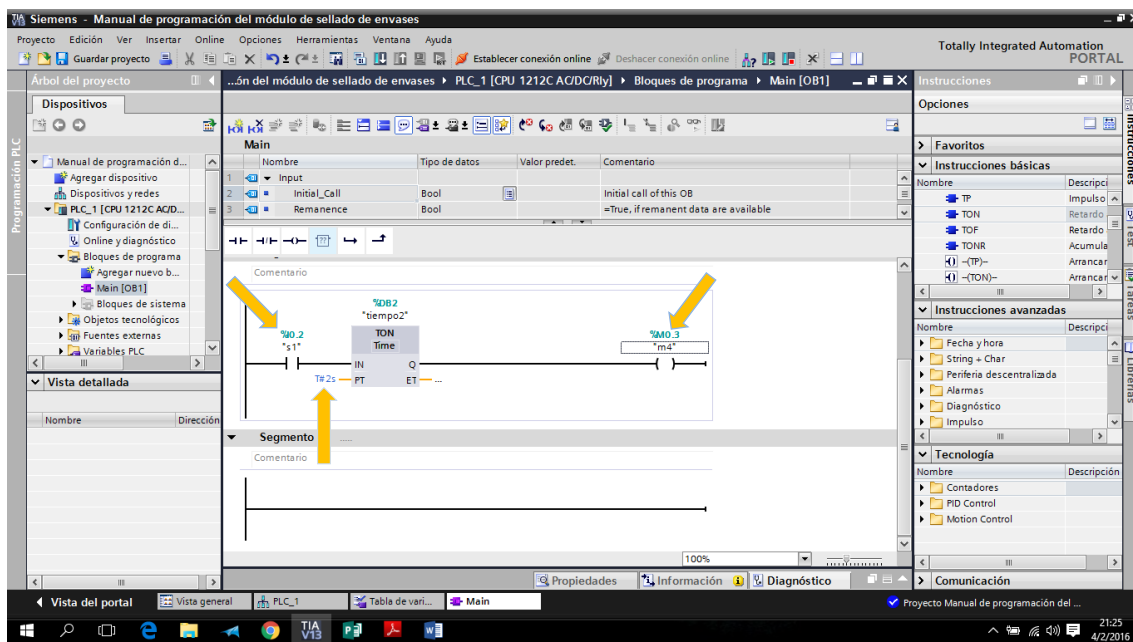 Siemens - Manual de programación del módulo de sellado de envases
Proyecto Edición Ver Insertar Online Opciones Herramientas Ventana Ayuda
Guardar proyecto Establecer conexión online Deshacer conexión online
Totally Integrated Automation
PORTAL
Árbol del proyecto
...ón del módulo de sellado de envases PLC_1 [CPU 1212C AC/DC/Rly] Bloques de programa Main [OB1]
Instrucciones
Dispositivos
Opciones
Programación PLC
Manual de programación d...
Agregar dispositivo
Dispositivos y redes
PLC_1 [CPU 1212C AC/D...
Configuración de di...
Online y diagnóstico
Bloques de programa
Agregar nuevo b...
Main [OB1]
Bloques de sistema
Objetos tecnológicos
Fuentes externas
Variables PLC
Vista detallada
Nombre Dirección
Main
Nombre Tipo de datos Valor predet. Comentario
1 Input
2 Initial_Call Bool Initial call of this OB
3 Remanence Bool =True, if remanent data are available
Comentario
%DB2
"tiempo2"
%I0.2
"s1"
TON
Time
%M0.3
"m4"
IN Q
T#2s PT ET ...
Segmento .....
Comentario
100%
Propiedades Información Diagnóstico
Favoritos
Instrucciones básicas
Nombre Descripci
TP Impulso
TON Retardo
TOF Retardo
TONR Acumula
-(TP)- Arrancar
-(TON)- Arrancar
Instrucciones avanzadas
Nombre Descripci
Fecha y hora
String + Char
Periferia descentralizada
Alarmas
Diagnóstico
Impulso
Tecnología
Nombre Descripción
Contadores
PID Control
Motion Control
Comunicación
Instrucciones
Test
Tareas
Librerías
Vista del portal Vista general PLC_1 Tabla de vari... Main
Proyecto Manual de programación del ...
TIA
V13
21:25
4/2/2016